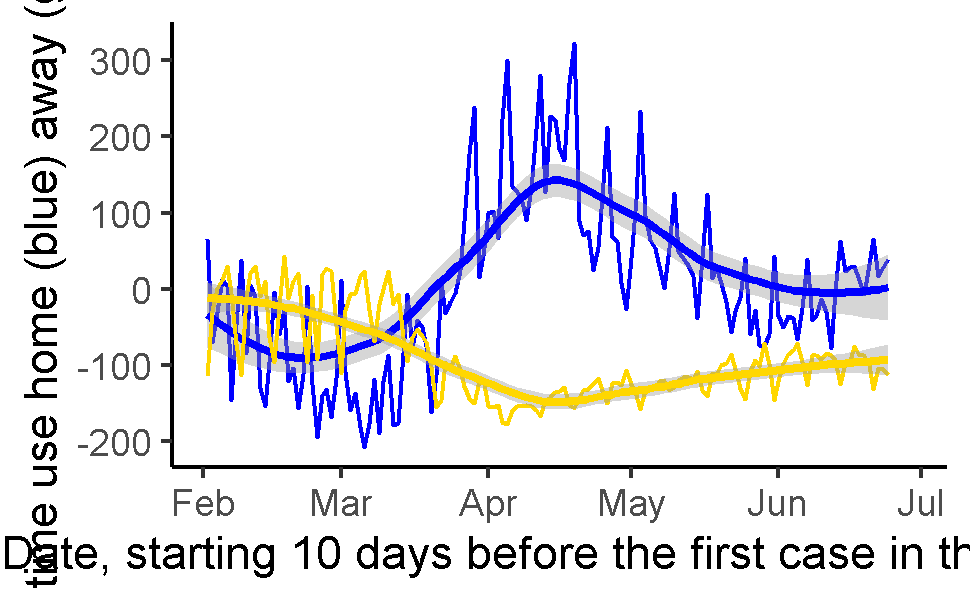 time use home (blue) away (
300
200
100
0
-100
-200
Feb Mar Apr May Jun Jul
Date, starting 10 days before the first case in th